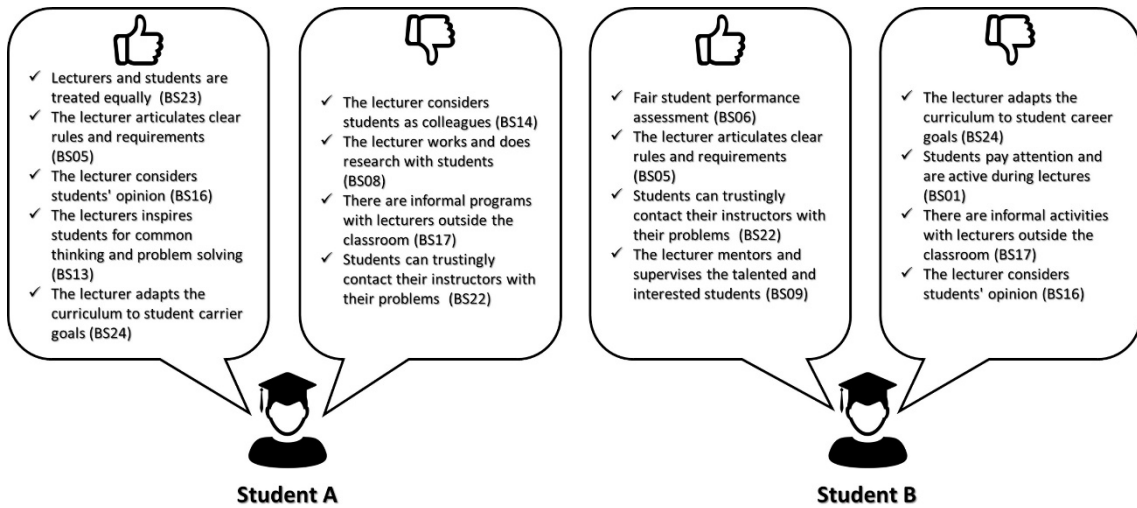 ✓ Lecturers and students are
treated equally (BS23)
✓ The lecturer articulates clear
rules and requirements
(BS05)
✓ The lecturer considers
students' opinion (BS16)
✓ The lecturers inspires
students for common
thinking and problem solving
(BS13)
✓ The lecturer adapts the
curriculum to student carrier
goals (BS24)
✓ The lecturer considers
students as colleagues (BS14)
✓ The lecturer works and does
research with students
(BS08)
✓ There are informal programs
with lecturers outside the
classroom (BS17)
✓ Students can trustingly
contact their instructors with
their problems (BS22)
Student A
✓ Fair student performance
assessment (BS06)
✓ The lecturer articulates clear
rules and requirements
(BS05)
✓ Students can trustingly
contact their instructors with
their problems (BS22)
✓ The lecturer mentors and
supervises the talented and
interested students (BS09)
✓ The lecturer adapts the
curriculum to student career
goals (BS24)
✓ Students pay attention and
are active during lectures
(BS01)
✓ There are informal activities
with lecturers outside the
classroom (BS17)
✓ The lecturer considers
students' opinion (BS16)
Student B